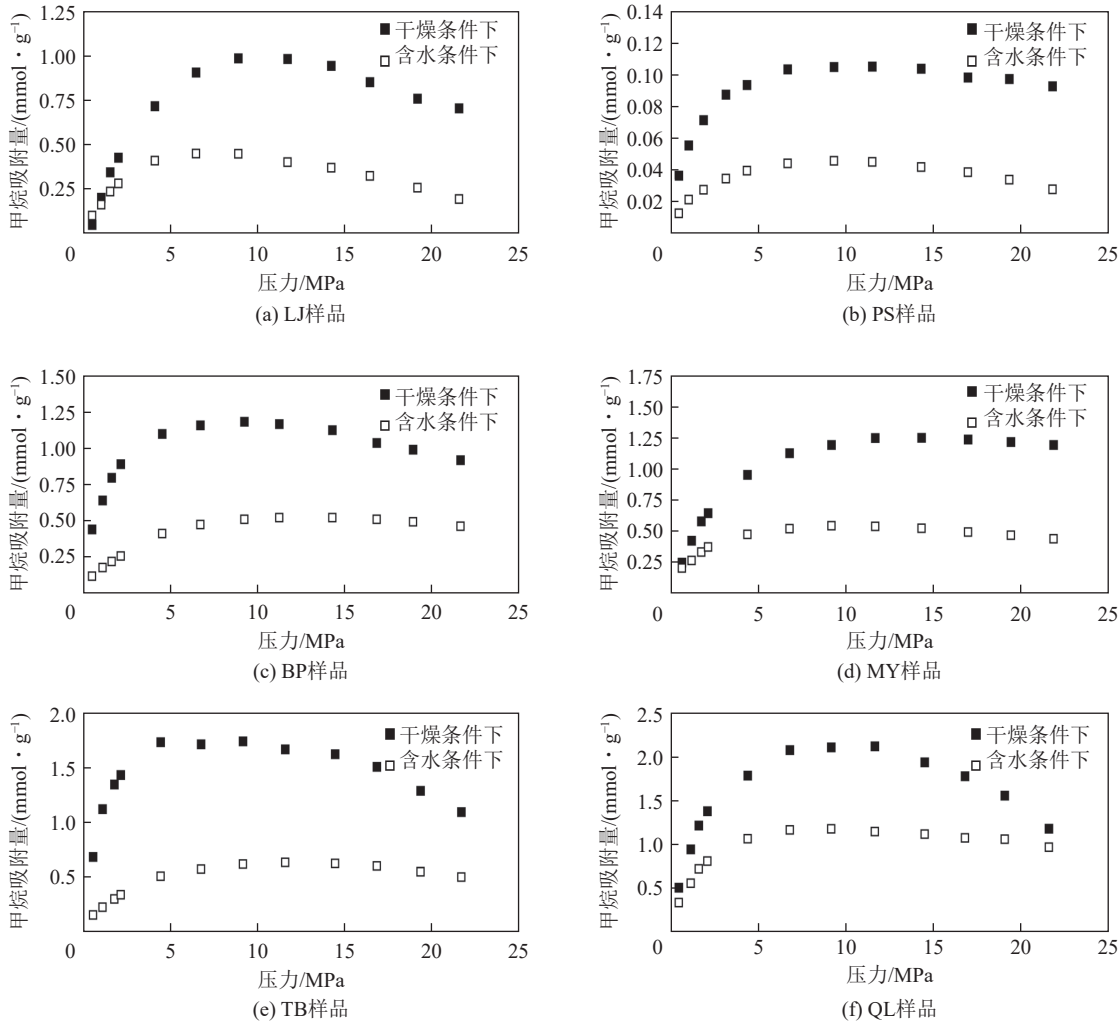 1.25
1.00
0.75
0.50
0.25
0
5
10
15
20
25
甲烷吸附量/(mmol·g⁻¹)
干燥条件下
含水条件下
压力/MPa
(a) LJ样品
0.14
0.12
0.10
0.08
0.06
0.04
0.02
0
5
10
15
20
25
甲烷吸附量/(mmol·g⁻¹)
干燥条件下
含水条件下
压力/MPa
(b) PS样品
1.50
1.25
1.00
0.75
0.50
0.25
0
5
10
15
20
25
甲烷吸附量/(mmol·g⁻¹)
干燥条件下
含水条件下
压力/MPa
(c) BP样品
1.75
1.50
1.25
1.00
0.75
0.50
0.25
0
5
10
15
20
25
甲烷吸附量/(mmol·g⁻¹)
干燥条件下
含水条件下
压力/MPa
(d) MY样品
2.0
1.5
1.0
0.5
0
5
10
15
20
25
甲烷吸附量/(mmol·g⁻¹)
干燥条件下
含水条件下
压力/MPa
(e) TB样品
2.5
2.0
1.5
1.0
0.5
0
5
10
15
20
25
甲烷吸附量/(mmol·g⁻¹)
干燥条件下
含水条件下
压力/MPa
(f) QL样品